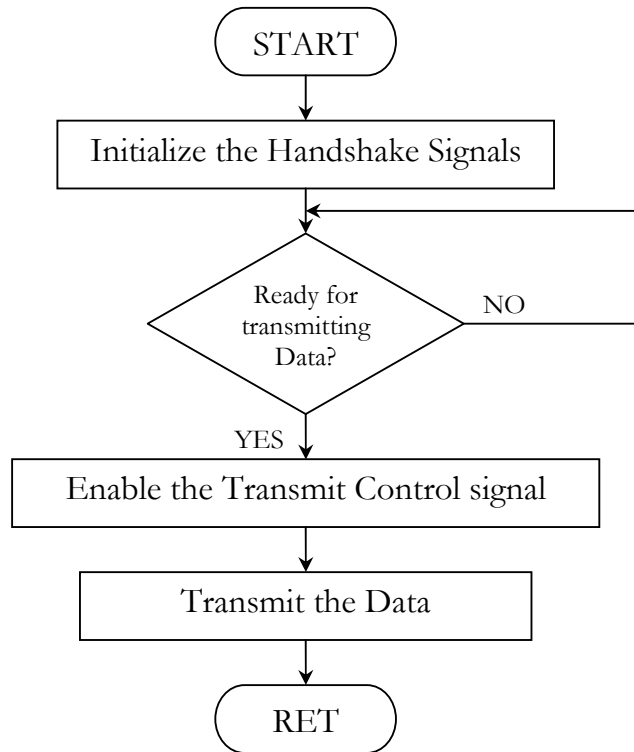 START
Initialize the Handshake Signals
Ready for
transmitting
Data?
NO
YES
Enable the Transmit Control signal
Transmit the Data
RET